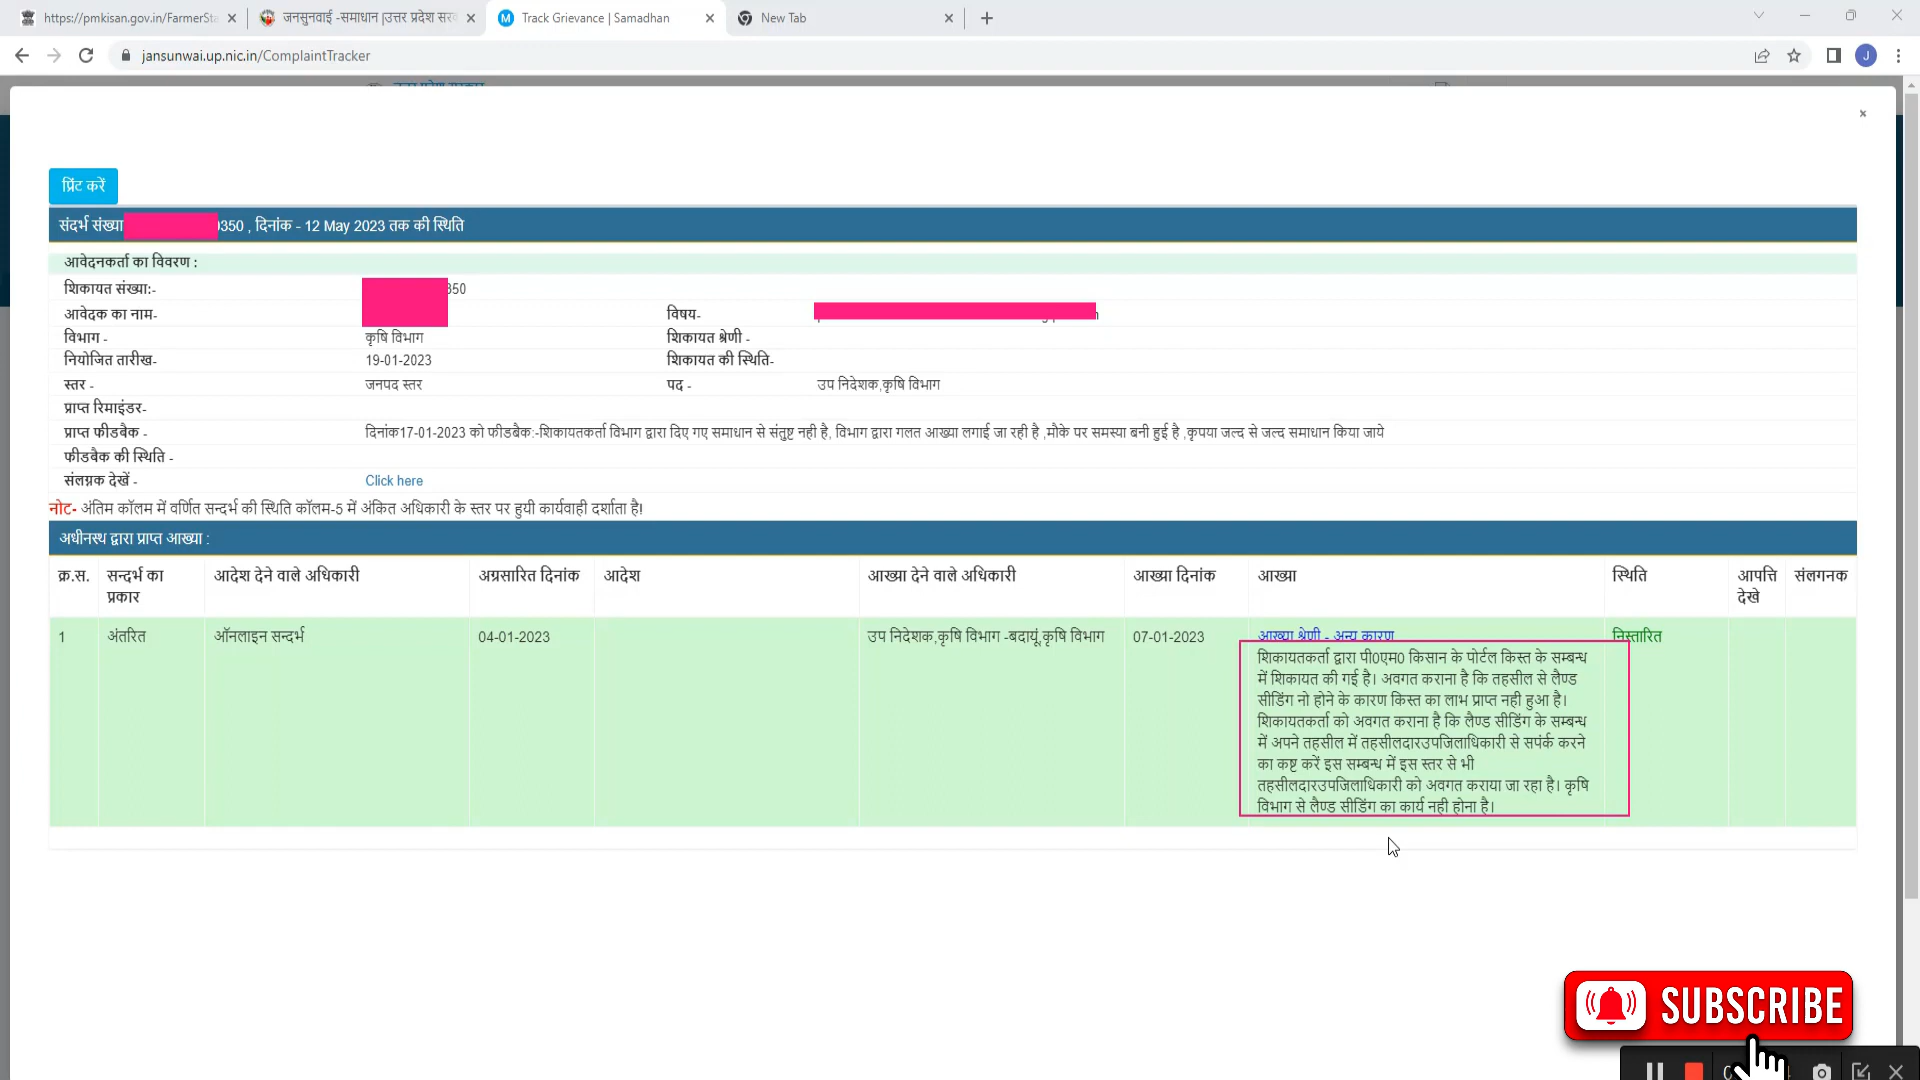 https://pmkisan.gov.in/FarmerSta
जनसुनवाई -समाधान |उत्तर प्रदेश सरव
Track Grievance | Samadhan
New Tab
jansunwai.up.nic.in/ComplaintTracker
J
उत्तर प्रदेश सरकार
x
प्रिंट करें
संदर्भ संख्या 0350 , दिनांक - 12 May 2023 तक की स्थिति
आवेदनकर्ता का विवरण :
शिकायत संख्या:- 350
आवेदक का नाम- विषय-
विभाग - कृषि विभाग शिकायत श्रेणी -
नियोजित तारीख- 19-01-2023 शिकायत की स्थिति-
स्तर - जनपद स्तर पद - उप निदेशक,कृषि विभाग
प्राप्त रिमाइंडर-
प्राप्त फीडबैक - दिनांक17-01-2023 को फीडबैक:-शिकायतकर्ता विभाग द्वारा दिए गए समाधान से संतुष्ट नही है, विभाग द्वारा गलत आख्या लगाई जा रही है ,मौके पर समस्या बनी हुई है ,कृपया जल्द से जल्द समाधान किया जाये
फीडबैक की स्थिति -
संलग्नक देखें - Click here
नोट- अंतिम कॉलम में वर्णित सन्दर्भ की स्थिति कॉलम-5 में अंकित अधिकारी के स्तर पर हुयी कार्यवाही दर्शाता है!
अधीनस्थ द्वारा प्राप्त आख्या :
क्र.स. सन्दर्भ का प्रकार आदेश देने वाले अधिकारी अग्रसारित दिनांक आदेश आख्या देने वाले अधिकारी आख्या दिनांक आख्या स्थिति आपत्ति देखे संलगनक
1 अंतरित ऑनलाइन सन्दर्भ 04-01-2023 उप निदेशक,कृषि विभाग -बदायूं,कृषि विभाग 07-01-2023 आख्या श्रेणी - अन्य कारण निस्तारित
शिकायतकर्ता द्वारा पी0एम0 किसान के पोर्टल किस्त के सम्बन्ध
में शिकायत की गई है। अवगत कराना है कि तहसील से लैण्ड
सीडिंग नो होने के कारण किस्त का लाभ प्राप्त नही हुआ है।
शिकायतकर्ता को अवगत कराना है कि लैण्ड सीडिंग के सम्बन्ध
में अपने तहसील में तहसीलदारउपजिलाधिकारी से सपंर्क करने
का कष्ट करें इस सम्बन्ध में इस स्तर से भी
तहसीलदारउपजिलाधिकारी को अवगत कराया जा रहा है। कृषि
विभाग से लैण्ड सीडिंग का कार्य नही होना है।
SUBSCRIBE